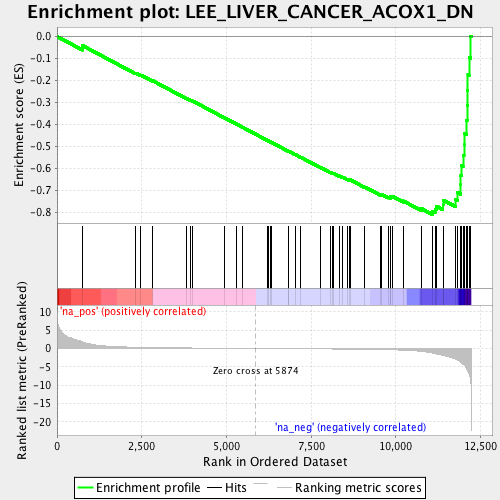 Enrichment plot: LEE_LIVER_CANCER_ACOX1_DN
Enrichment score (ES)
0.0
-0.1
-0.2
-0.3
-0.4
-0.5
-0.6
-0.7
-0.8
'na_pos' (positively correlated)
Ranked list metric (PreRanked)
10
5
0
-5
-10
-15
-20
Zero cross at 5874
'na_neg' (negatively correlated)
0
2,500
5,000
7,500
10,000
12,500
Rank in Ordered Dataset
Enrichment profile
Hits
Ranking metric scores